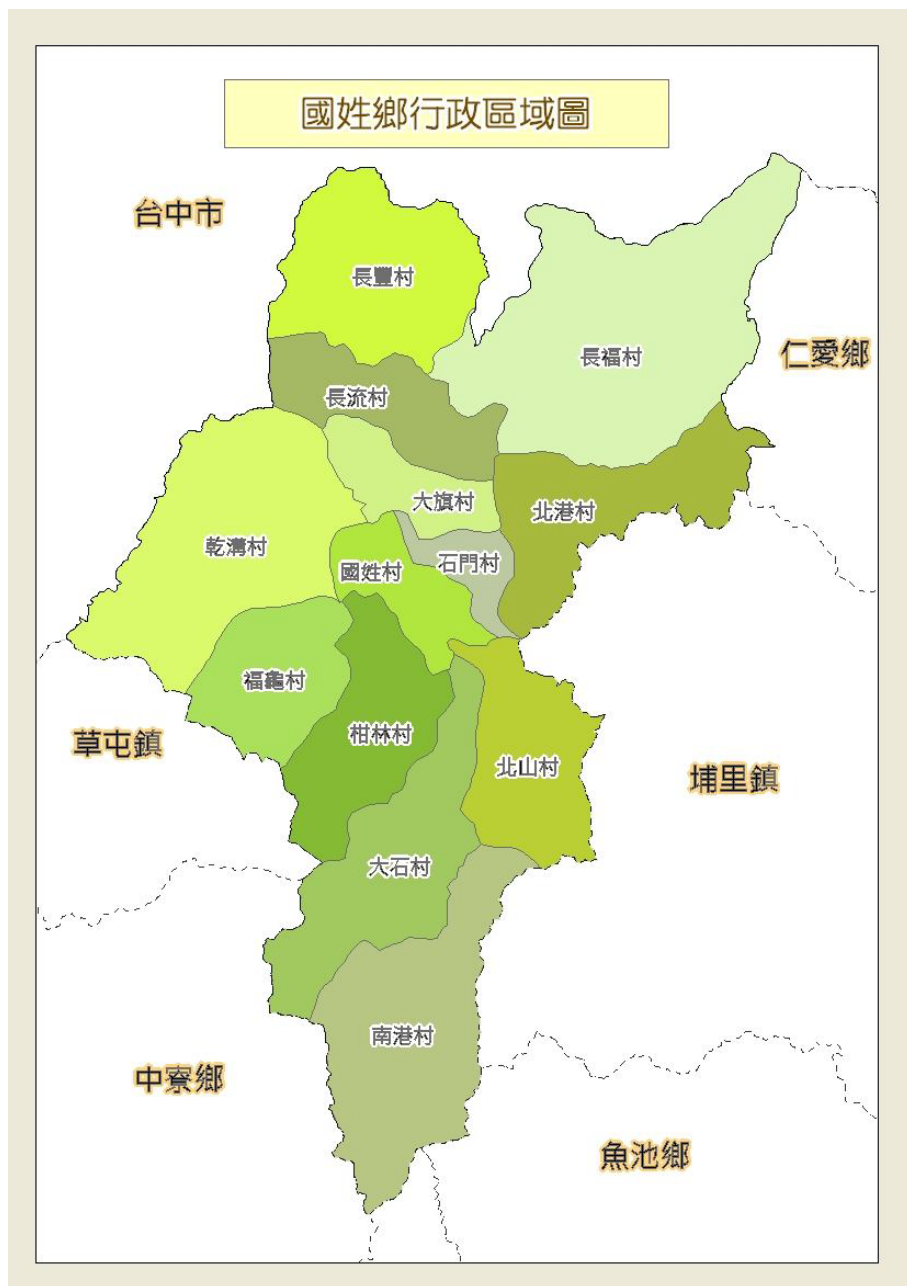 國姓鄉行政區域圖
台中市
長豐村
長福村
仁愛鄉
長流村
大旗村
北港村
乾溝村
國姓村
石門村
福龜村
柑林村
草屯鎮
北山村
埔里鎮
大石村
南港村
中寮鄉
魚池鄉